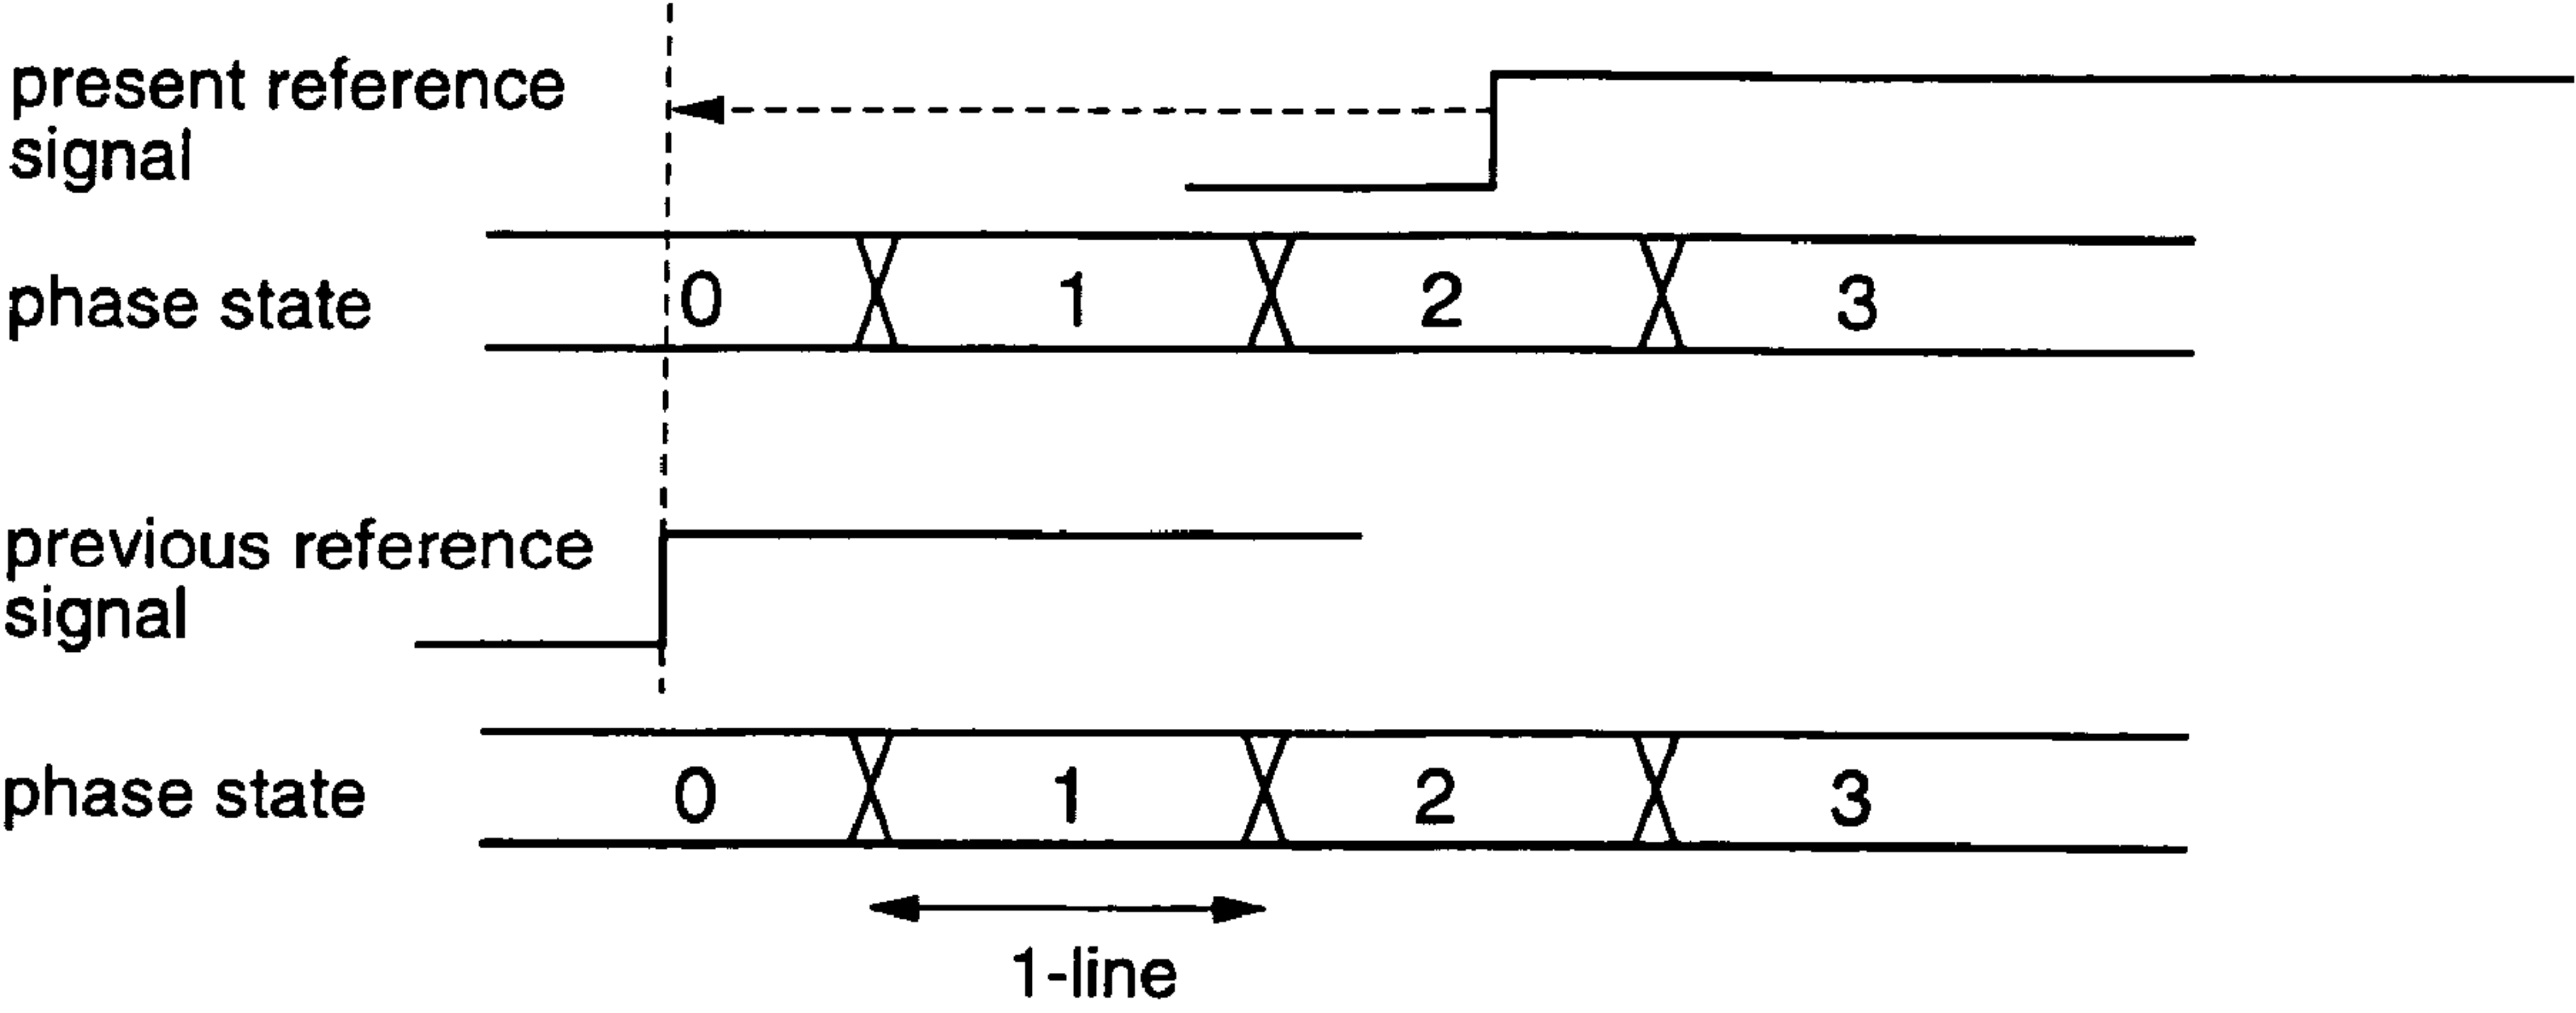 present reference
signal
phase state
0 1 2 3
previous reference
signal
phase state
0 1 2 3
1-line